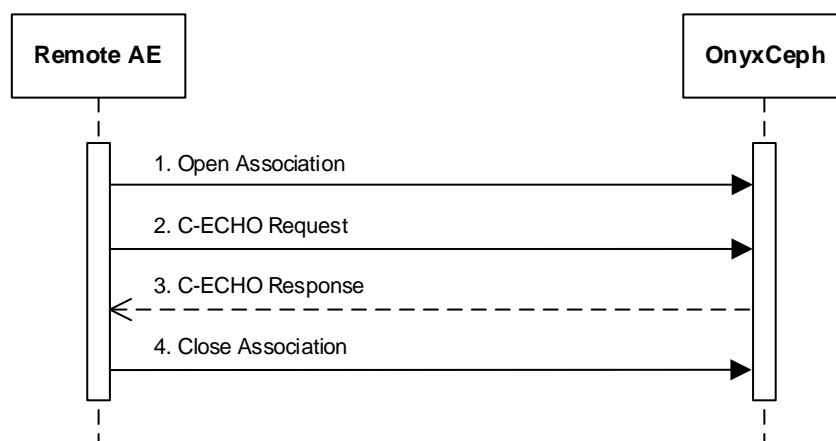 Remote AE
OnyxCeph
1. Open Association
2. C-ECHO Request
3. C-ECHO Response
4. Close Association